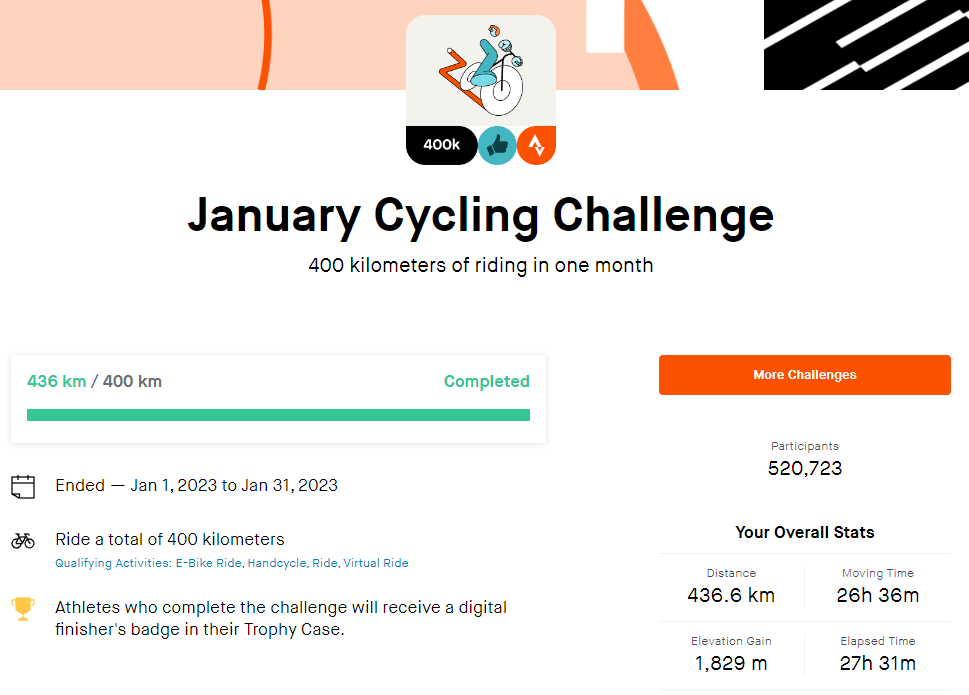 400k
January Cycling Challenge
400 kilometers of riding in one month
436 km / 400 km
Completed
Ended — Jan 1, 2023 to Jan 31, 2023
Ride a total of 400 kilometers
Qualifying Activities: E-Bike Ride, Handcycle, Ride, Virtual Ride
Athletes who complete the challenge will receive a digital
finisher's badge in their Trophy Case.
More Challenges
Participants
520,723
Your Overall Stats
Distance
436.6 km
Moving Time
26h 36m
Elevation Gain
1,829 m
Elapsed Time
27h 31m